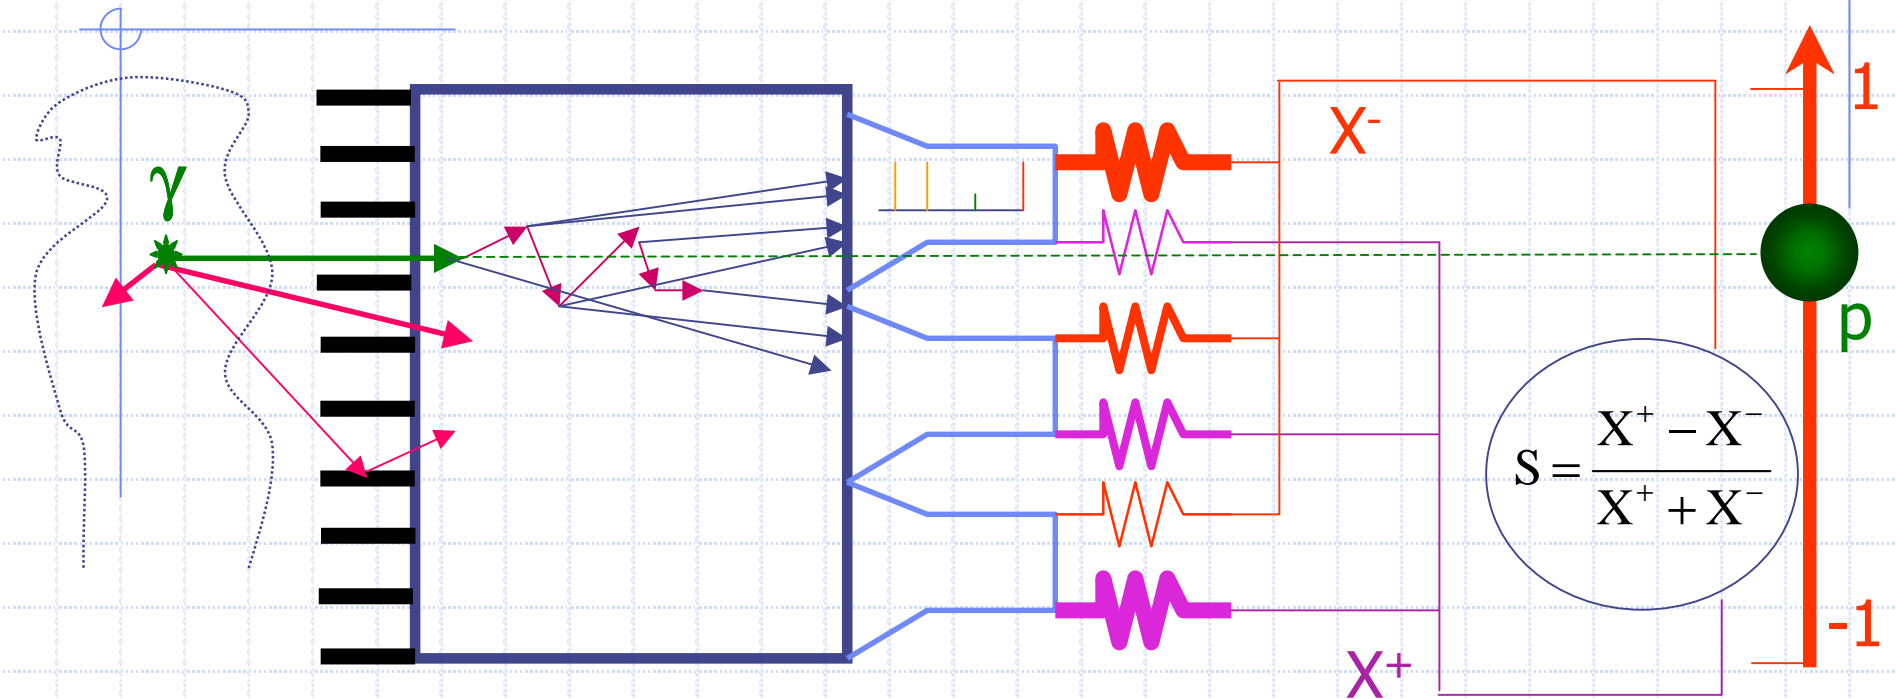 γ
X⁻
1
p
S = (X⁺ − X⁻) / (X⁺ + X⁻)
-1
X⁺